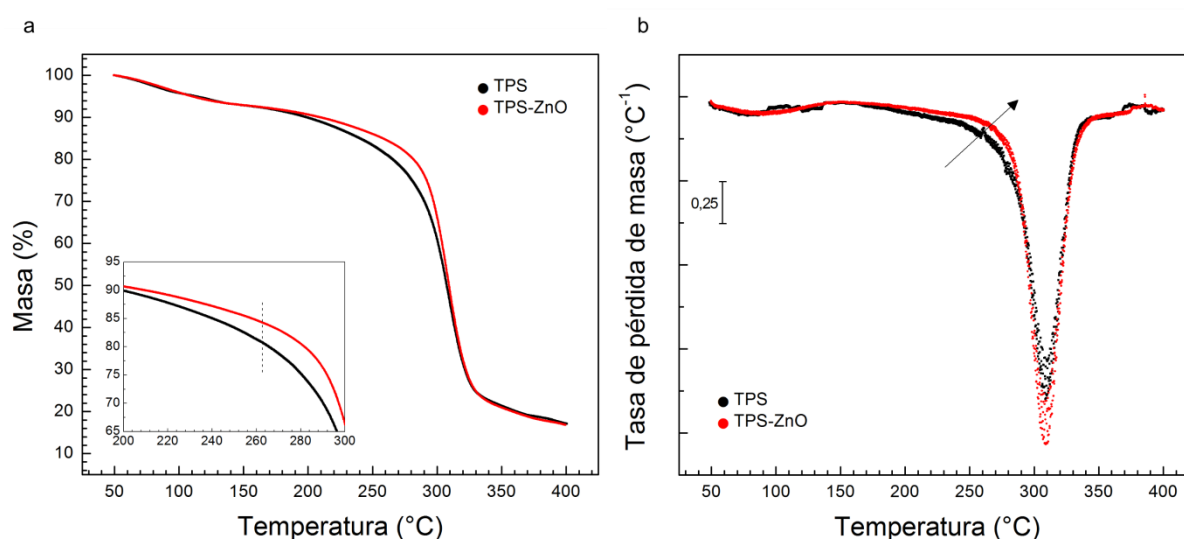 a
Masa (%)
100
90
80
70
60
50
40
30
20
10
TPS
TPS-ZnO
95
90
85
80
75
70
65
200 220 240 260 280 300
50 100 150 200 250 300 350 400
Temperatura (°C)
b
Tasa de pérdida de masa (°C⁻¹)
0,25
TPS
TPS-ZnO
50 100 150 200 250 300 350 400
Temperatura (°C)